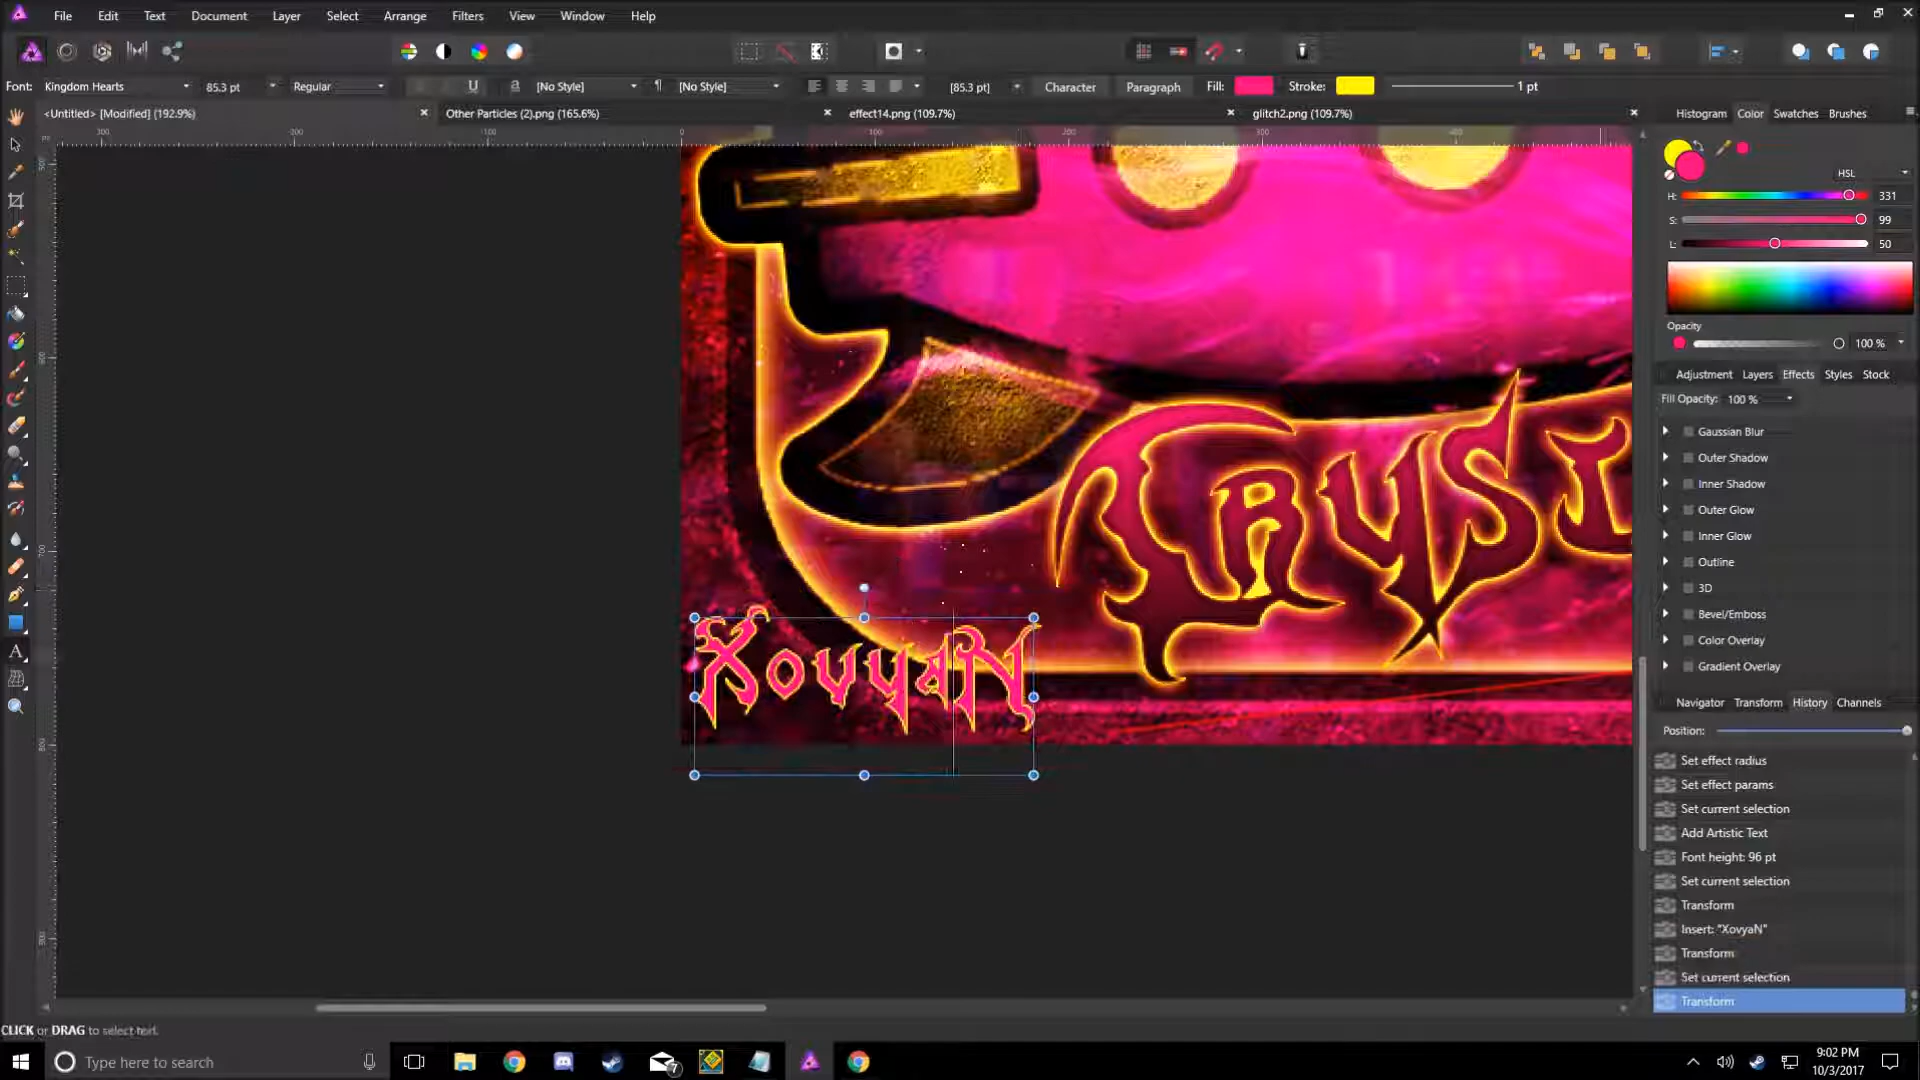 File Edit Text Document Layer Select Arrange Filters View Window Help
Font: Kingdom Hearts 85.3 pt Regular U a [No Style] ¶ [No Style] [85.3 pt] Character Paragraph Fill: Stroke: 1 pt
<Untitled> [Modified] (192.9%) Other Particles (2).png (165.6%) effect14.png (109.7%) glitch2.png (109.7%)
Histogram Color Swatches Brushes
HSL
H: 331
S: 99
L: 50
Opacity
100 %
Adjustment Layers Effects Styles Stock
Fill Opacity: 100 %
Gaussian Blur
Outer Shadow
Inner Shadow
Outer Glow
Inner Glow
Outline
3D
Bevel/Emboss
Color Overlay
Gradient Overlay
XovyaN
Navigator Transform History Channels
Position:
Set effect radius
Set effect params
Set current selection
Add Artistic Text
Font height: 96 pt
Set current selection
Transform
Insert: "XovyaN"
Transform
Set current selection
Transform
CLICK or DRAG to select text.
Type here to search
7
9:02 PM
10/3/2017